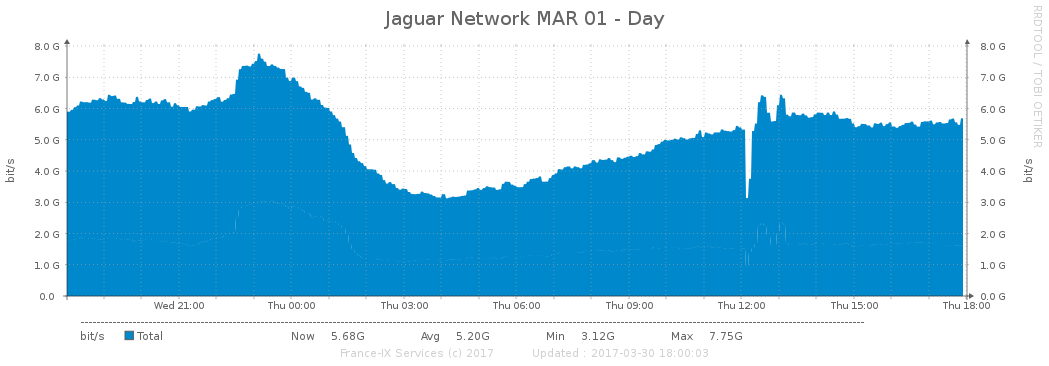 Jaguar Network MAR 01 - Day
RRDTOOL / TOBI OETIKER
bit/s
bit/s
8.0 G 8.0 G
7.0 G 7.0 G
6.0 G 6.0 G
5.0 G 5.0 G
4.0 G 4.0 G
3.0 G 3.0 G
2.0 G 2.0 G
1.0 G 1.0 G
0.0 0.0 G
Wed 21:00 Thu 00:00 Thu 03:00 Thu 06:00 Thu 09:00 Thu 12:00 Thu 15:00 Thu 18:00
bit/s Total Now 5.68G Avg 5.20G Min 3.12G Max 7.75G
France-IX Services (c) 2017 Updated : 2017-03-30 18:00:03